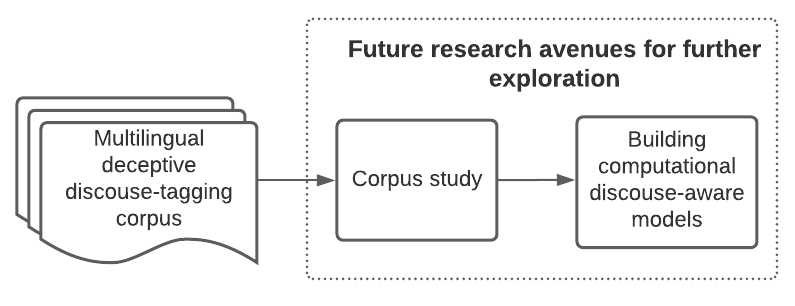 Future research avenues for further
exploration
Multilingual
deceptive
discouse-tagging
corpus
Corpus study
Building
computational
discouse-aware
models